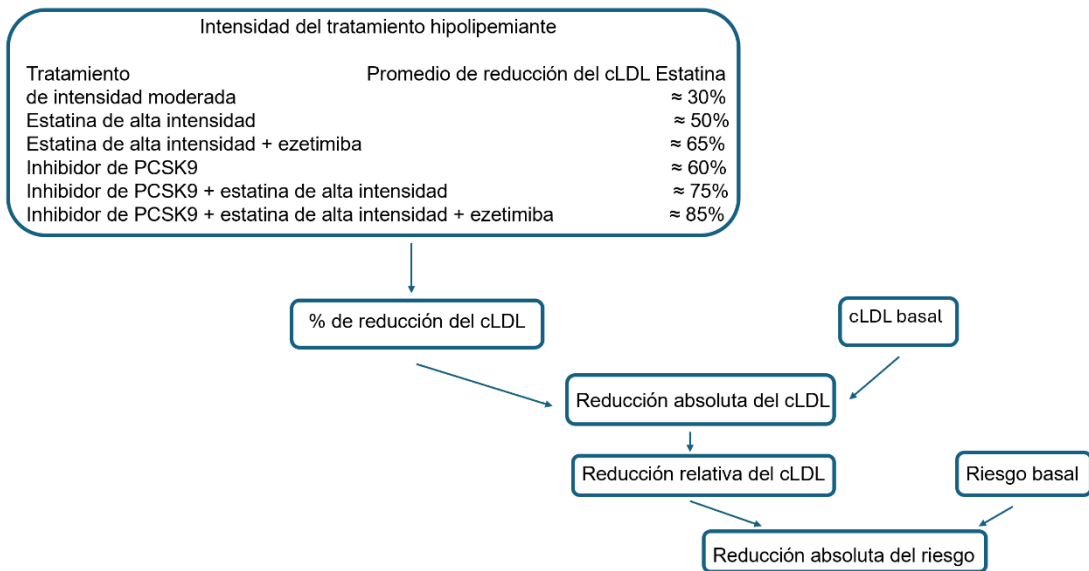 Intensidad del tratamiento hipolipemiante
Tratamiento Promedio de reducción del cLDL Estatina
de intensidad moderada ≈ 30%
Estatina de alta intensidad ≈ 50%
Estatina de alta intensidad + ezetimiba ≈ 65%
Inhibidor de PCSK9 ≈ 60%
Inhibidor de PCSK9 + estatina de alta intensidad ≈ 75%
Inhibidor de PCSK9 + estatina de alta intensidad + ezetimiba ≈ 85%
% de reducción del cLDL
cLDL basal
Reducción absoluta del cLDL
Reducción relativa del cLDL
Riesgo basal
Reducción absoluta del riesgo